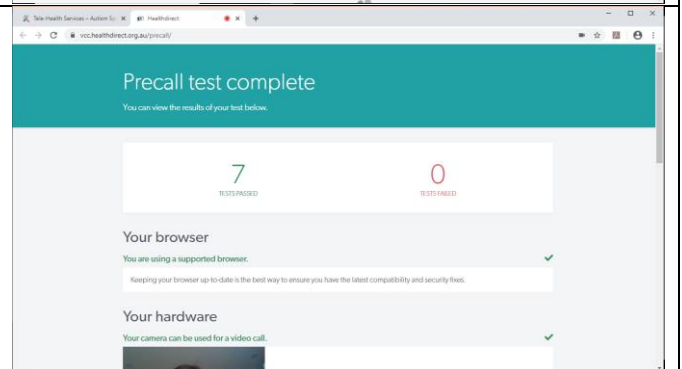 Tele-Health Services – Autism Sp
Healthdirect
vcc.healthdirect.org.au/precall/
Precall test complete
You can view the results of your test below.
7
0
TESTS PASSED
TESTS FAILED
Your browser
You are using a supported browser.
Keeping your browser up-to-date is the best way to ensure you have the latest compatibility and security fixes.
Your hardware
Your camera can be used for a video call.